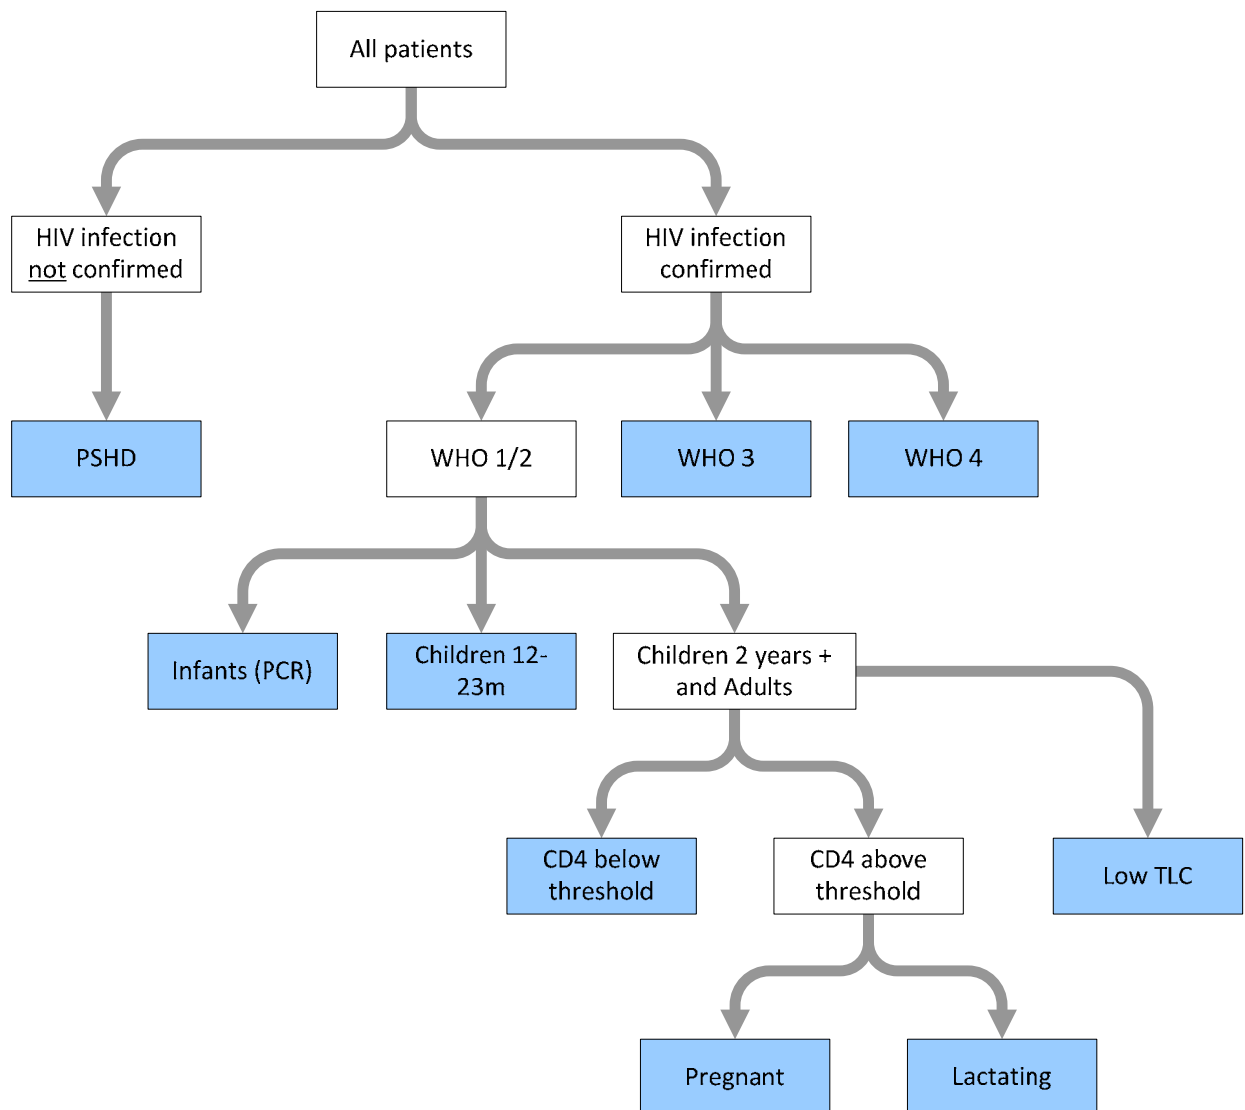 All patients
HIV infection
not confirmed
HIV infection
confirmed
PSHD
WHO 1/2
WHO 3
WHO 4
Infants (PCR)
Children 12-
23m
Children 2 years +
and Adults
CD4 below
threshold
CD4 above
threshold
Low TLC
Pregnant
Lactating